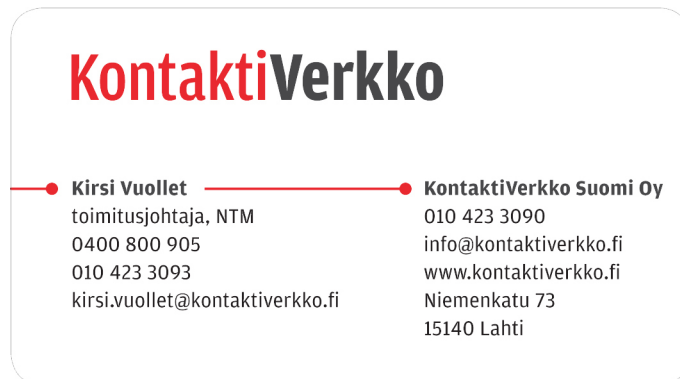 KontaktiVerkko
Kirsi Vuollet
toimitusjohtaja, NTM
0400 800 905
010 423 3093
kirsi.vuollet@kontaktiverkko.fi
KontaktiVerkko Suomi Oy
010 423 3090
info@kontaktiverkko.fi
www.kontaktiverkko.fi
Niemenkatu 73
15140 Lahti